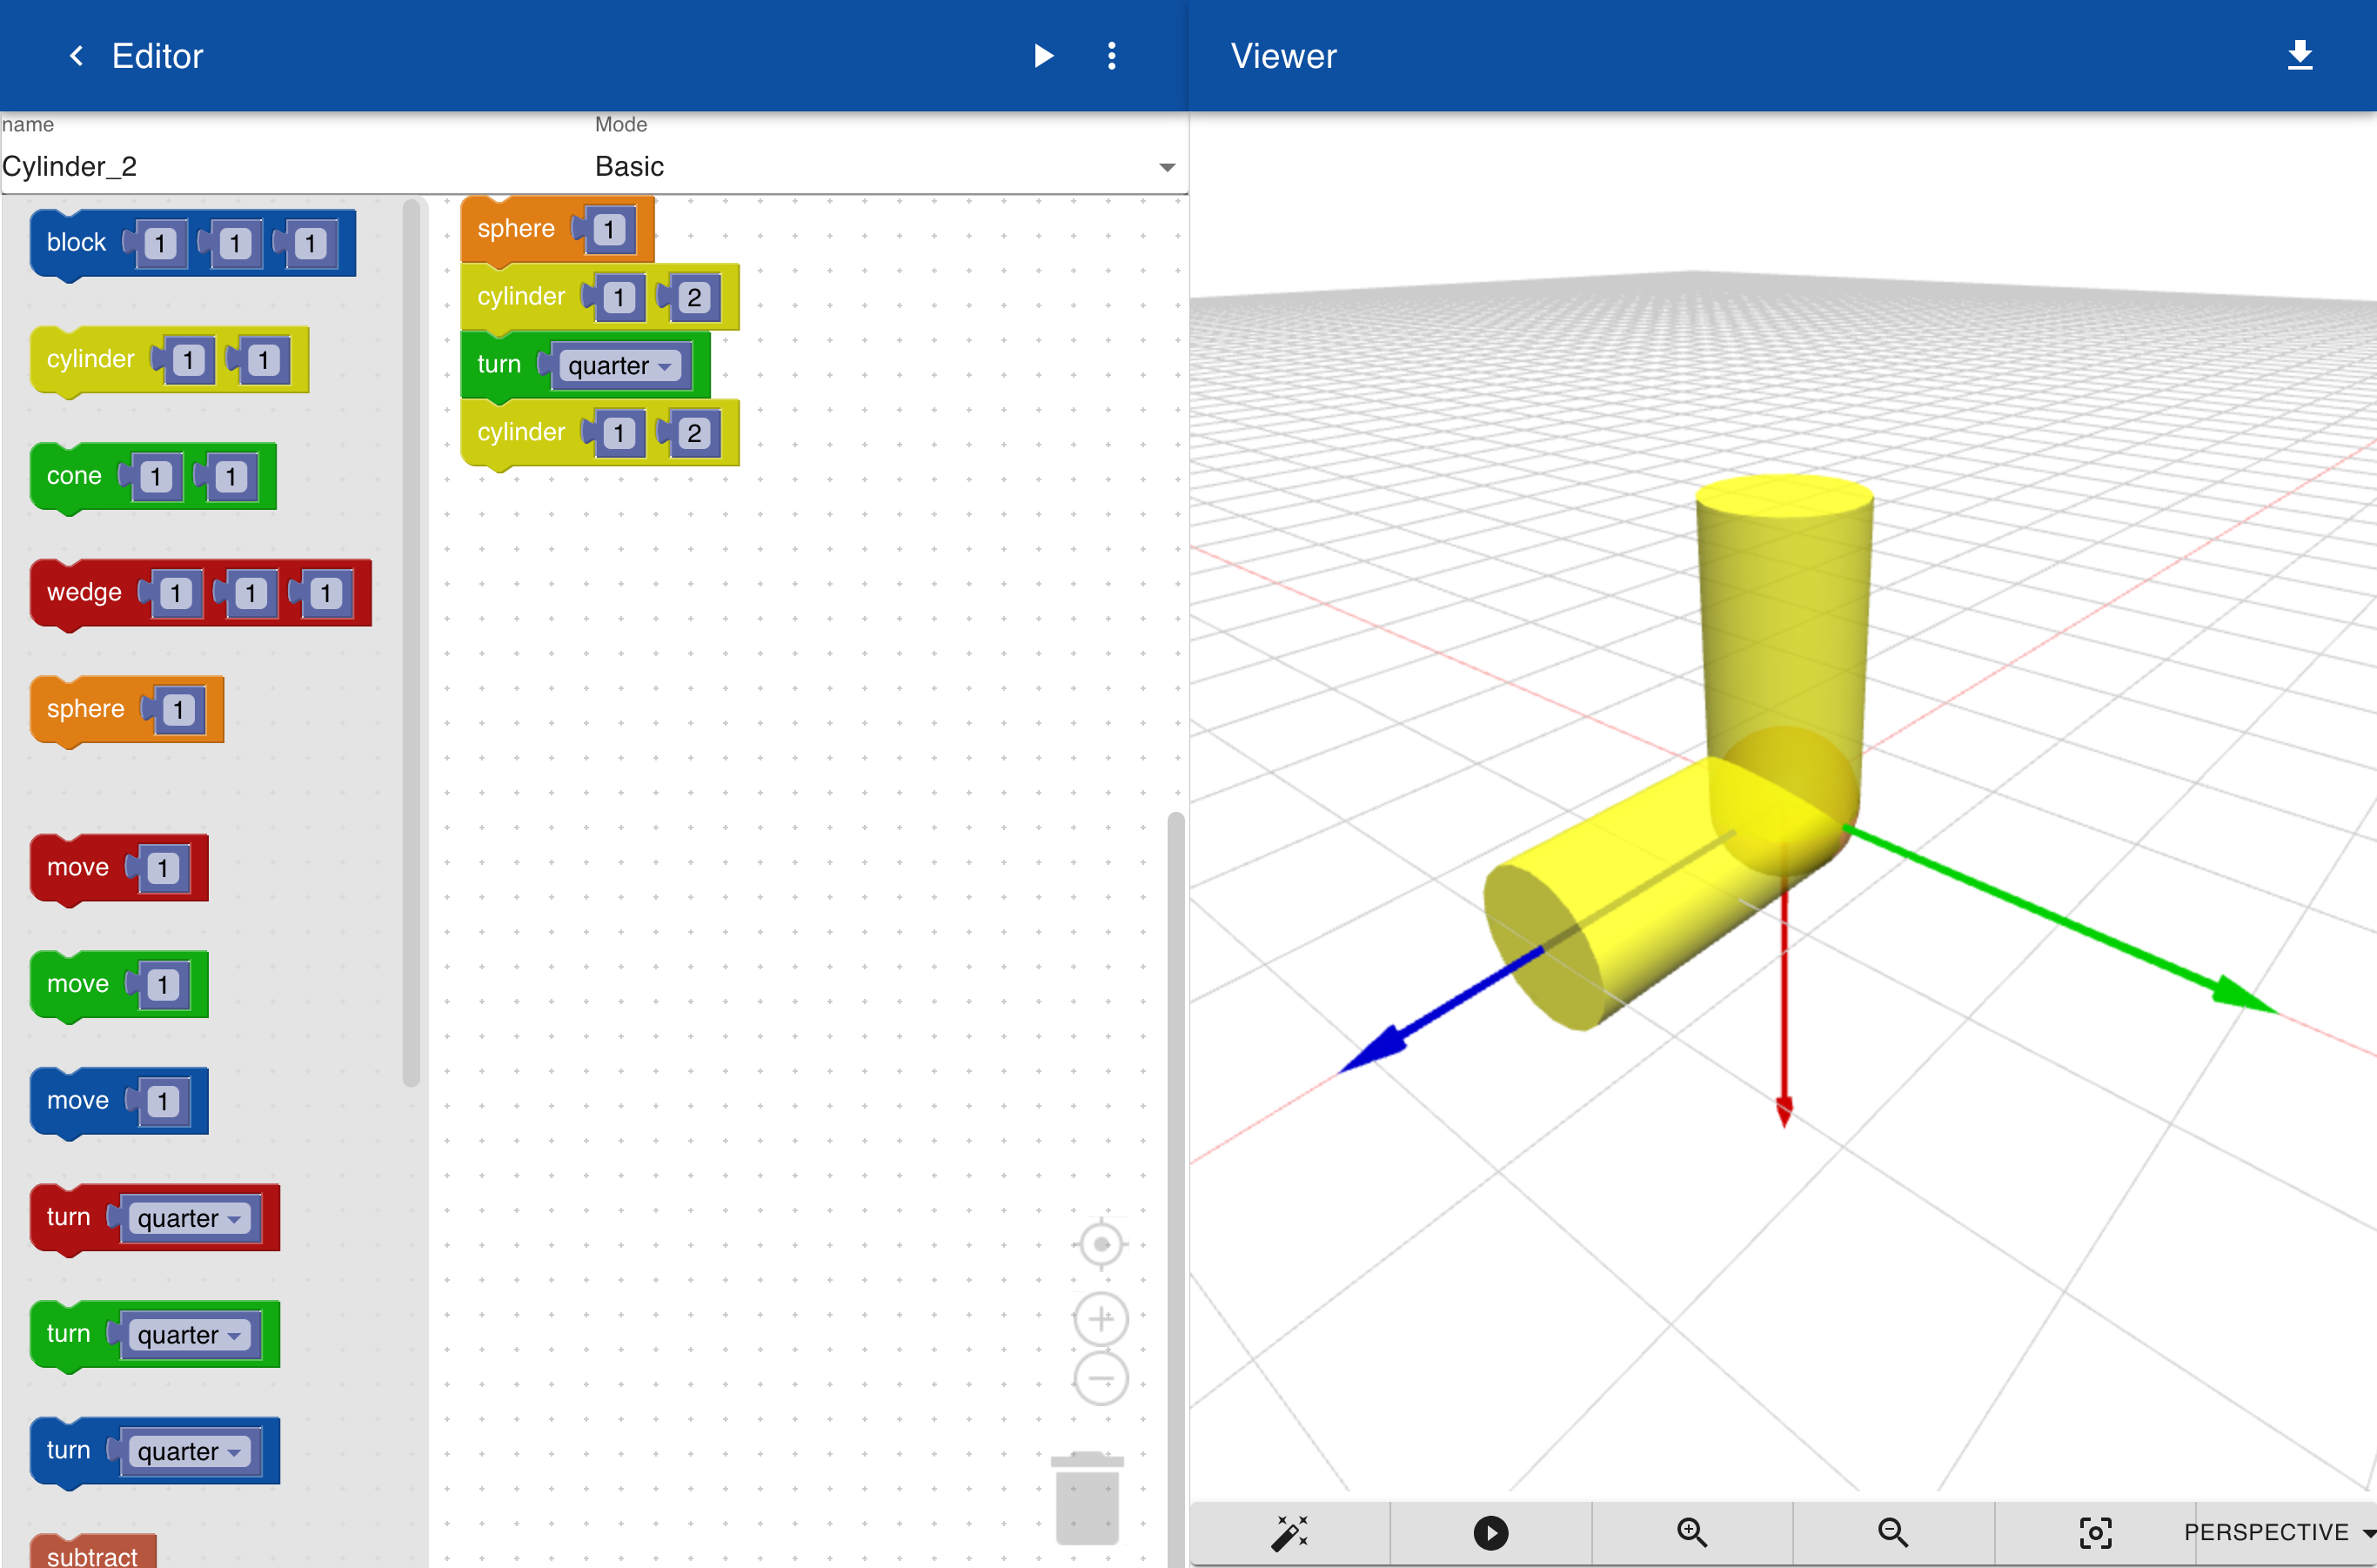 Editor
Viewer
name
Mode
Cylinder_2
Basic
block 1 1 1
cylinder 1 1
cone 1 1
wedge 1 1 1
sphere 1
move 1
move 1
move 1
turn quarter
turn quarter
turn quarter
subtract
sphere 1
cylinder 1 2
turn quarter
cylinder 1 2
PERSPECTIVE